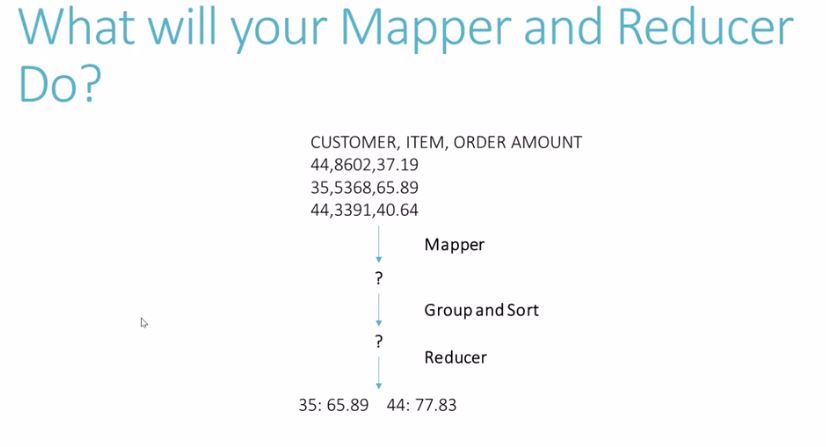 What will your Mapper and Reducer
Do?
CUSTOMER, ITEM, ORDER AMOUNT
44,8602,37.19
35,5368,65.89
44,3391,40.64
Mapper
?
Group and Sort
?
Reducer
35: 65.89 44: 77.83